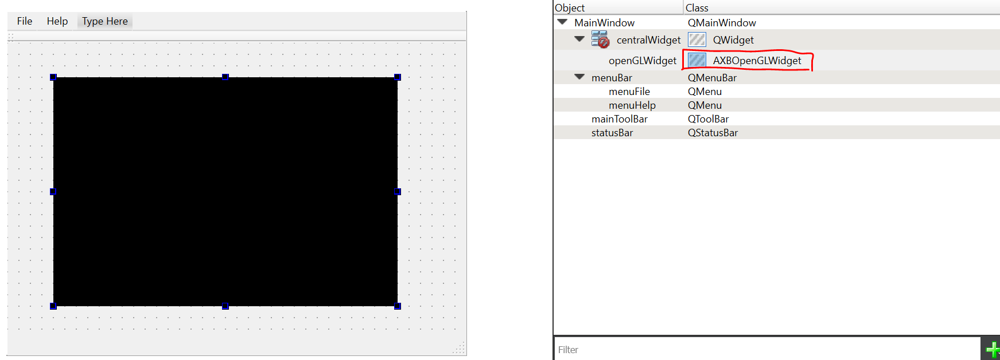 File Help Type Here
Object Class
MainWindow QMainWindow
centralWidget QWidget
openGLWidget AXBOpenGLWidget
menuBar QMenuBar
menuFile QMenu
menuHelp QMenu
mainToolBar QToolBar
statusBar QStatusBar
Filter